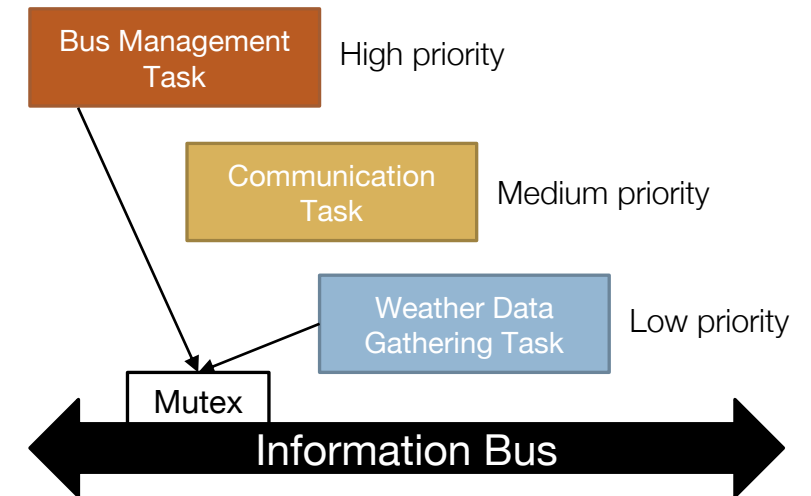 Bus Management
Task
High priority
Communication
Task
Medium priority
Weather Data
Gathering Task
Low priority
Mutex
Information Bus